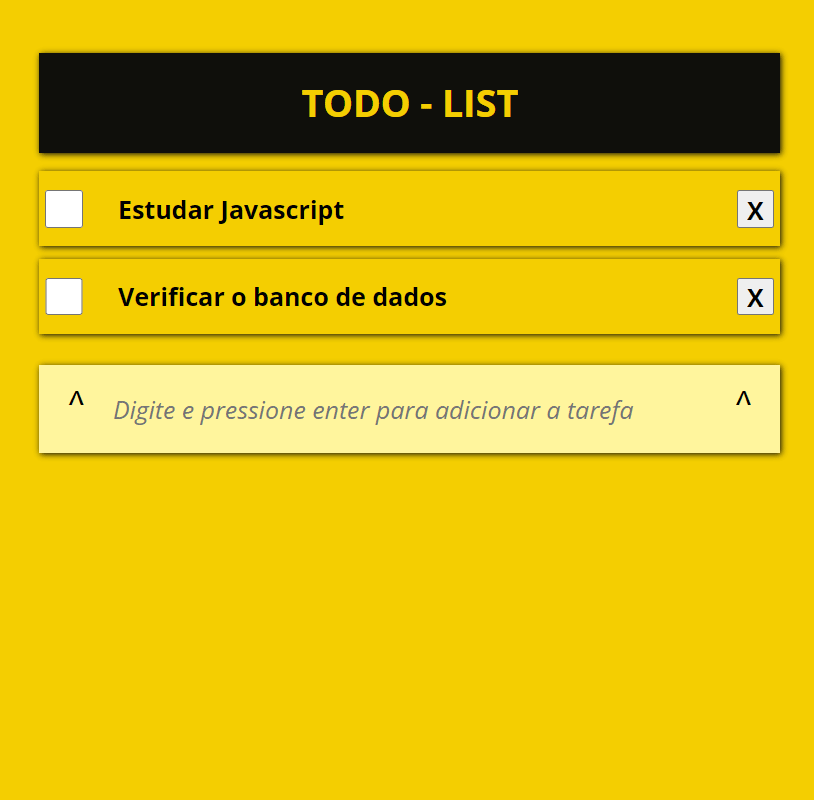 TODO - LIST
Estudar Javascript X
Verificar o banco de dados X
^ Digite e pressione enter para adicionar a tarefa ^